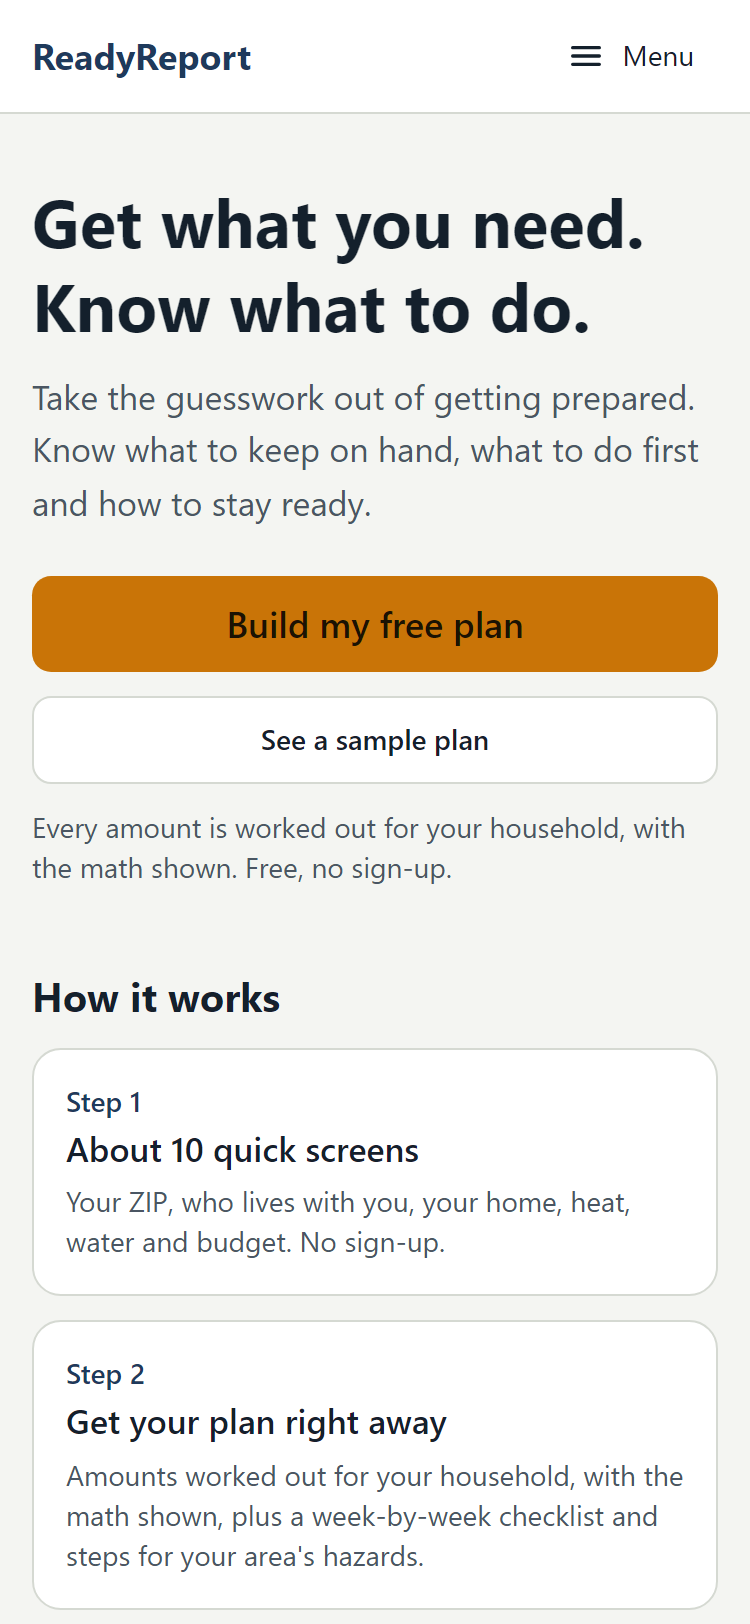 ReadyReport
Menu
Get what you need.
Know what to do.
Take the guesswork out of getting prepared.
Know what to keep on hand, what to do first
and how to stay ready.
Build my free plan
See a sample plan
Every amount is worked out for your household, with
the math shown. Free, no sign-up.
How it works
Step 1
About 10 quick screens
Your ZIP, who lives with you, your home, heat,
water and budget. No sign-up.
Step 2
Get your plan right away
Amounts worked out for your household, with the
math shown, plus a week-by-week checklist and
steps for your area's hazards.